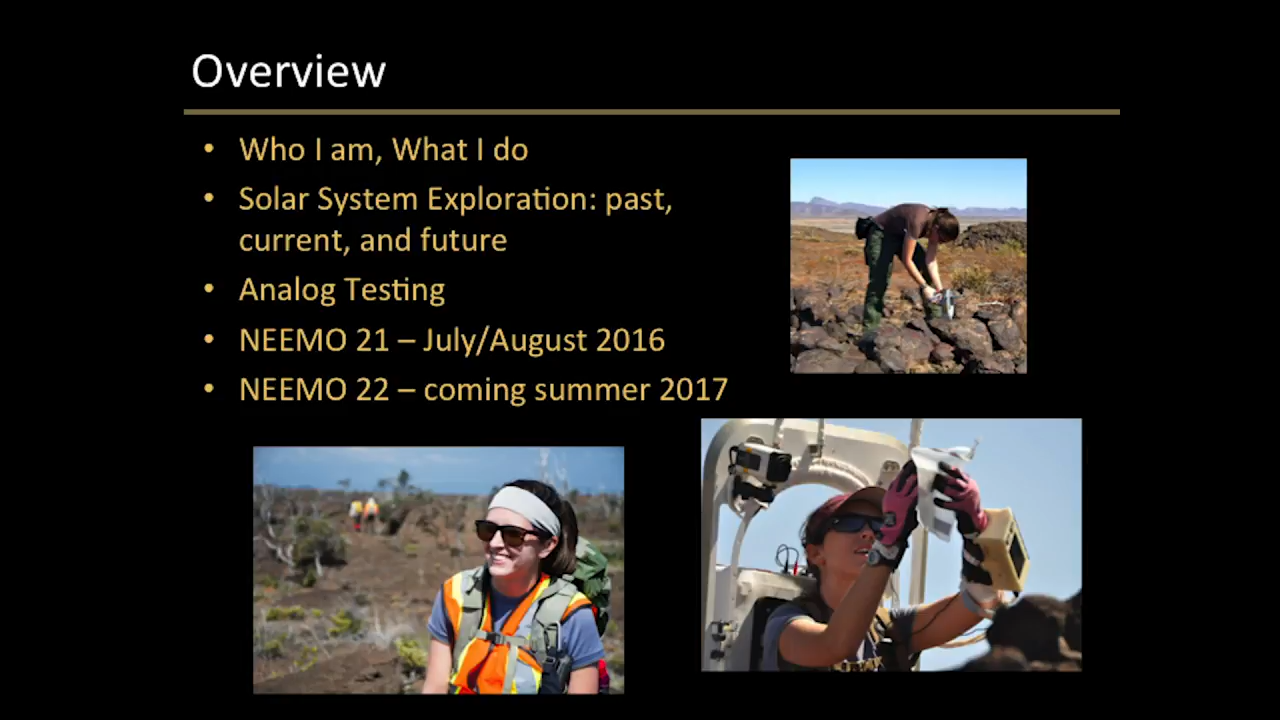 Overview
• Who I am, What I do
• Solar System Exploration: past,
current, and future
• Analog Testing
• NEEMO 21 – July/August 2016
• NEEMO 22 – coming summer 2017